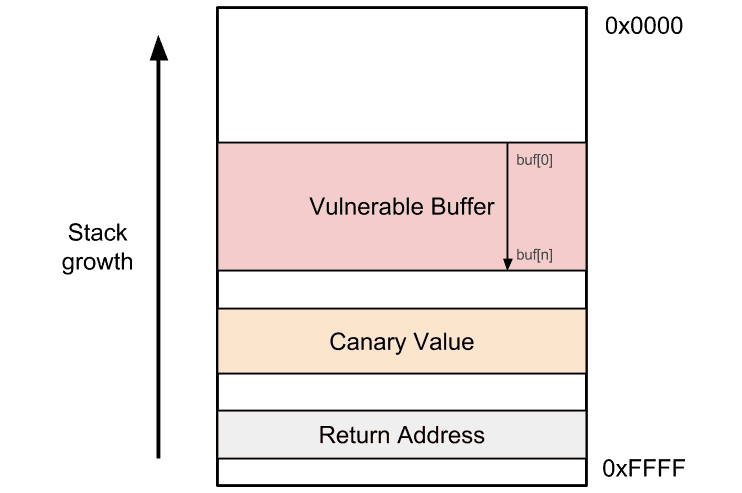 0x0000
buf[0]
Vulnerable Buffer
Stack
growth
buf[n]
Canary Value
Return Address
0xFFFF